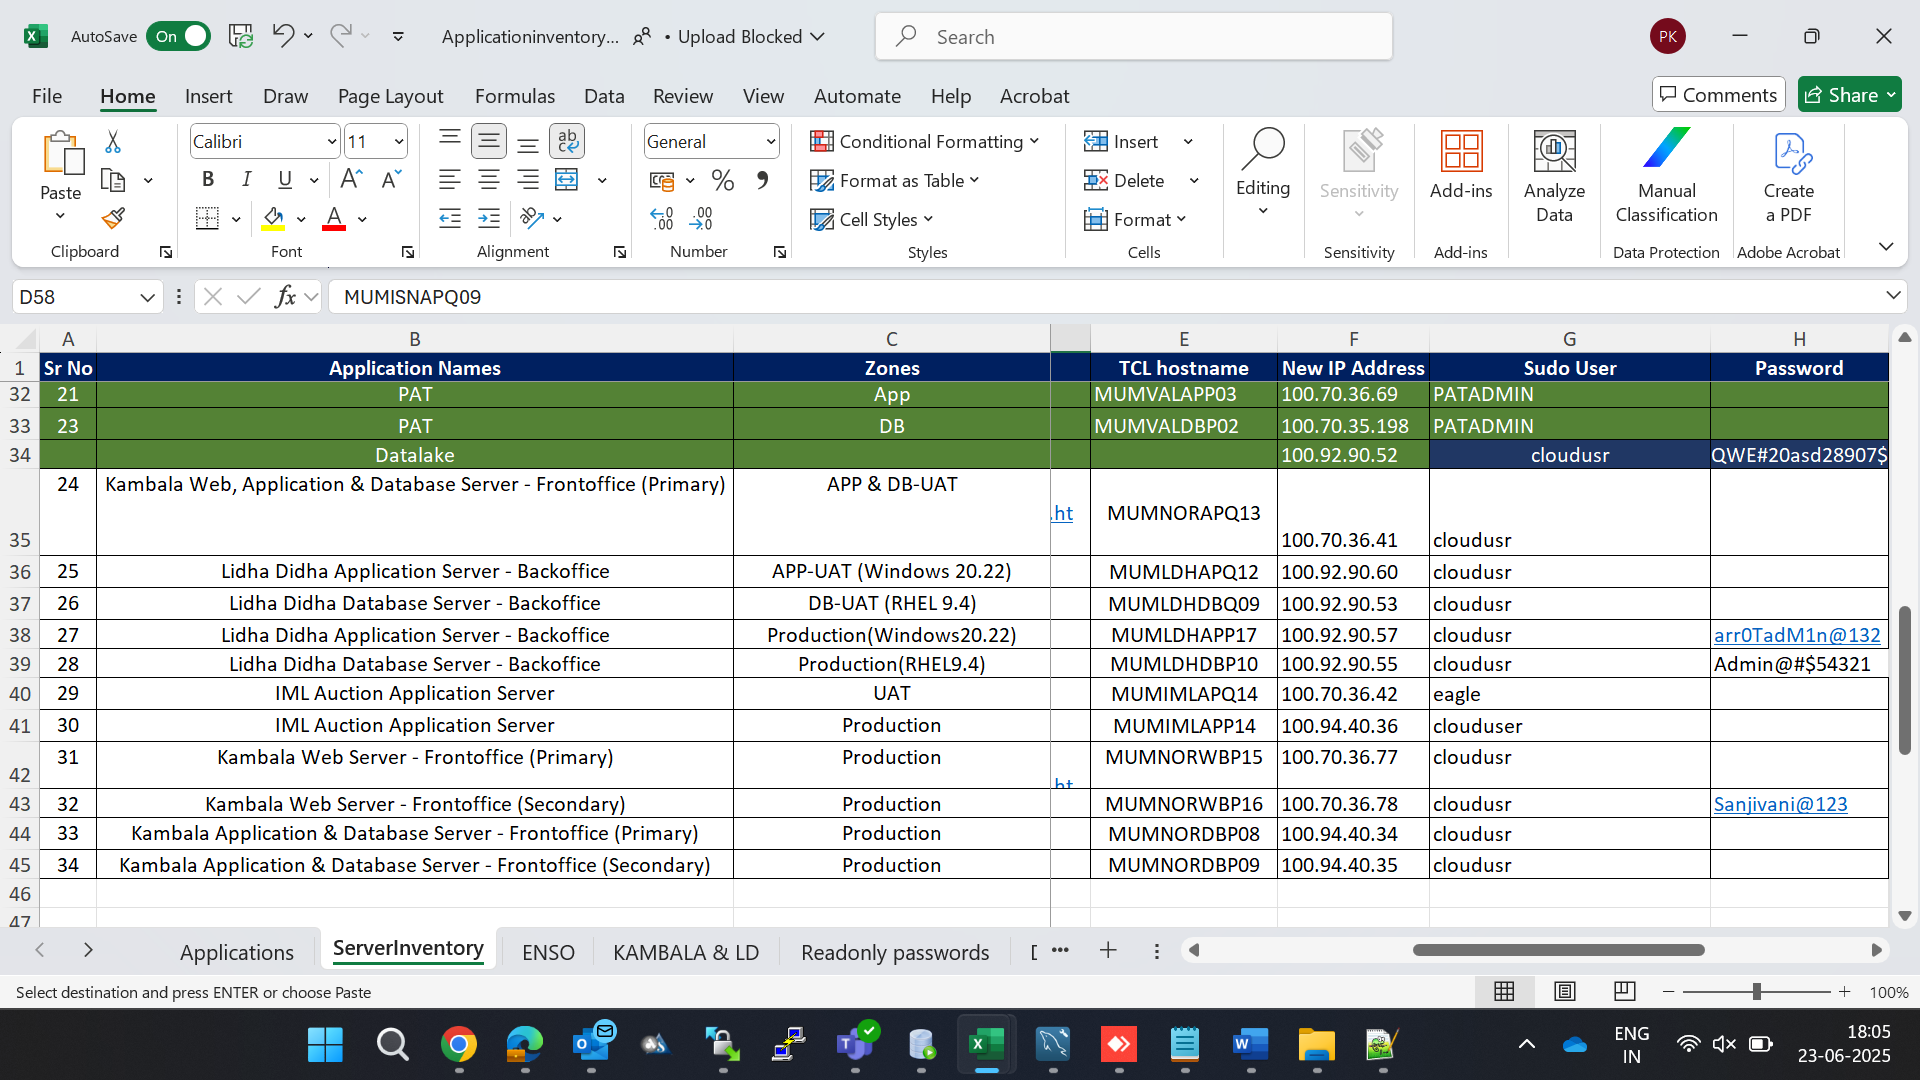 AutoSave On Applicationinventory... • Upload Blocked Search PK
File Home Insert Draw Page Layout Formulas Data Review View Automate Help Acrobat Comments Share
Paste Calibri 11 General Conditional Formatting Insert Editing Sensitivity Add-ins Analyze Data Manual Classification Create a PDF
Format as Table Delete
Cell Styles Format
Clipboard Font Alignment Number Styles Cells Sensitivity Add-ins Data Protection Adobe Acrobat
D58 fx MUMISNAPQ09
A B C E F G H
1 Sr No Application Names Zones TCL hostname New IP Address Sudo User Password
32 21 PAT App MUMVALAPP03 100.70.36.69 PATADMIN
33 23 PAT DB MUMVALDBP02 100.70.35.198 PATADMIN
34 Datalake 100.92.90.52 cloudusr QWE#20asd28907$
35 24 Kambala Web, Application & Database Server - Frontoffice (Primary) APP & DB-UAT .ht MUMNORAPQ13 100.70.36.41 cloudusr
36 25 Lidha Didha Application Server - Backoffice APP-UAT (Windows 20.22) MUMLDHAPQ12 100.92.90.60 cloudusr
37 26 Lidha Didha Database Server - Backoffice DB-UAT (RHEL 9.4) MUMLDHDBQ09 100.92.90.53 cloudusr
38 27 Lidha Didha Application Server - Backoffice Production(Windows20.22) MUMLDHAPP17 100.92.90.57 cloudusr arr0TadM1n@132
39 28 Lidha Didha Database Server - Backoffice Production(RHEL9.4) MUMLDHDBP10 100.92.90.55 cloudusr Admin@#$54321
40 29 IML Auction Application Server UAT MUMIMLAPQ14 100.70.36.42 eagle
41 30 IML Auction Application Server Production MUMIMLAPP14 100.94.40.36 clouduser
42 31 Kambala Web Server - Frontoffice (Primary) Production ht MUMNORWBP15 100.70.36.77 cloudusr
43 32 Kambala Web Server - Frontoffice (Secondary) Production MUMNORWBP16 100.70.36.78 cloudusr Sanjivani@123
44 33 Kambala Application & Database Server - Frontoffice (Primary) Production MUMNORDBP08 100.94.40.34 cloudusr
45 34 Kambala Application & Database Server - Frontoffice (Secondary) Production MUMNORDBP09 100.94.40.35 cloudusr
46
47
Applications ServerInventory ENSO KAMBALA & LD Readonly passwords
Select destination and press ENTER or choose Paste 100%
ENG 18:05
IN 23-06-2025